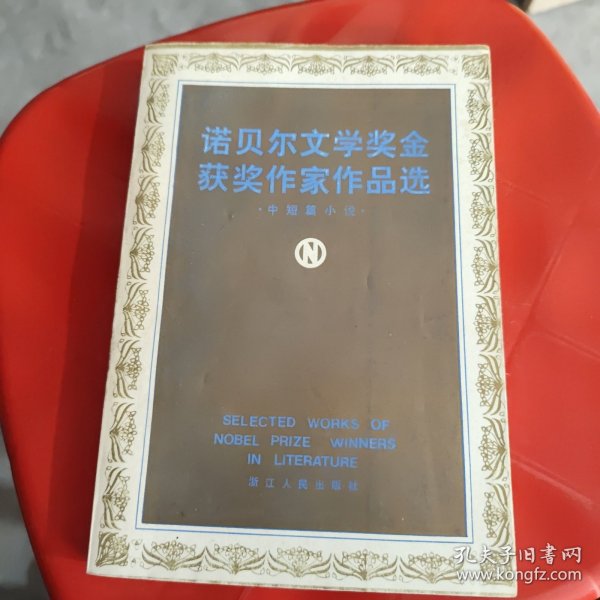 诺贝尔文学奖金
获奖作家作品选
·中短篇小说·
N
SELECTED WORKS OF
NOBEL PRIZE WINNERS
IN LITERATURE
浙江人民出版社
孔夫子旧书网
www.kongfz.com